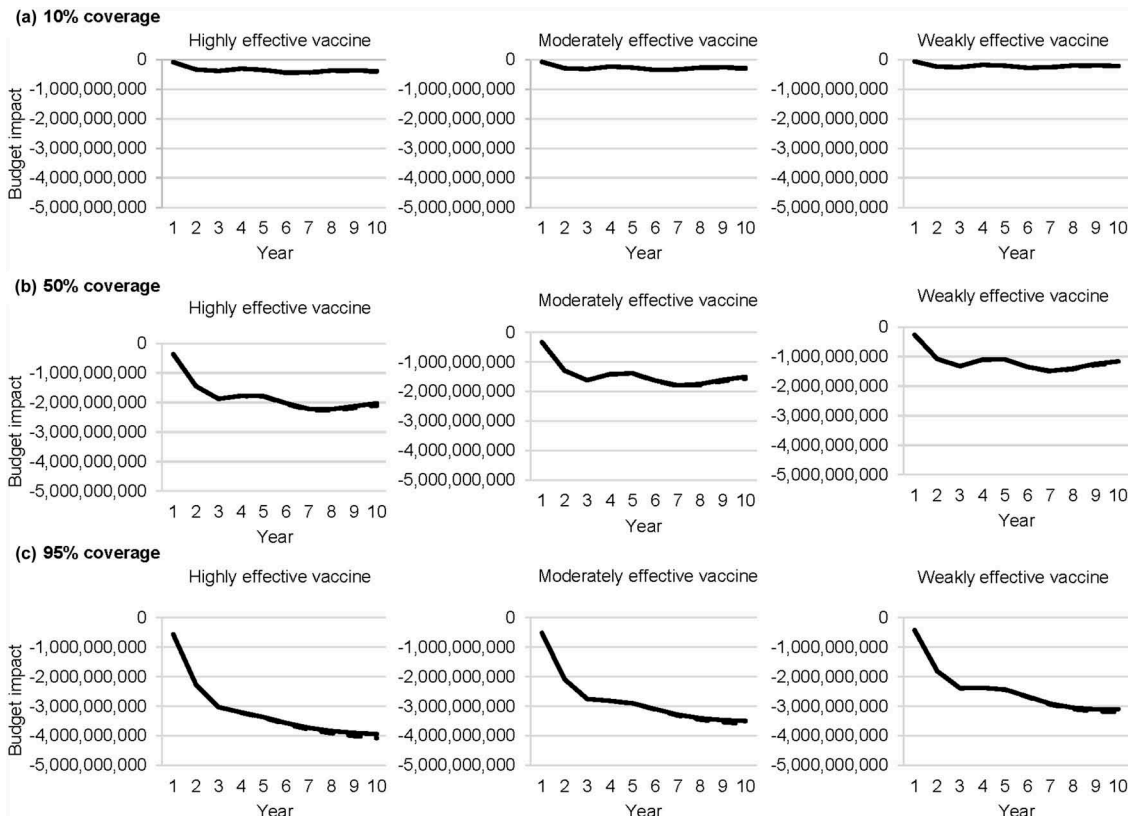 (a) 10% coverage
Highly effective vaccine
Moderately effective vaccine
Weakly effective vaccine
Budget impact
0
-1,000,000,000
-2,000,000,000
-3,000,000,000
-4,000,000,000
-5,000,000,000
1 2 3 4 5 6 7 8 9 10
Year
0
-1,000,000,000
-2,000,000,000
-3,000,000,000
-4,000,000,000
-5,000,000,000
1 2 3 4 5 6 7 8 9 10
Year
0
-1,000,000,000
-2,000,000,000
-3,000,000,000
-4,000,000,000
-5,000,000,000
1 2 3 4 5 6 7 8 9 10
Year
(b) 50% coverage
Highly effective vaccine
Moderately effective vaccine
Weakly effective vaccine
Budget impact
0
-1,000,000,000
-2,000,000,000
-3,000,000,000
-4,000,000,000
-5,000,000,000
1 2 3 4 5 6 7 8 9 10
Year
0
-1,000,000,000
-2,000,000,000
-3,000,000,000
-4,000,000,000
-5,000,000,000
1 2 3 4 5 6 7 8 9 10
Year
0
-1,000,000,000
-2,000,000,000
-3,000,000,000
-4,000,000,000
-5,000,000,000
1 2 3 4 5 6 7 8 9 10
Year
(c) 95% coverage
Highly effective vaccine
Moderately effective vaccine
Weakly effective vaccine
Budget impact
0
-1,000,000,000
-2,000,000,000
-3,000,000,000
-4,000,000,000
-5,000,000,000
1 2 3 4 5 6 7 8 9 10
Year
0
-1,000,000,000
-2,000,000,000
-3,000,000,000
-4,000,000,000
-5,000,000,000
1 2 3 4 5 6 7 8 9 10
Year
0
-1,000,000,000
-2,000,000,000
-3,000,000,000
-4,000,000,000
-5,000,000,000
1 2 3 4 5 6 7 8 9 10
Year